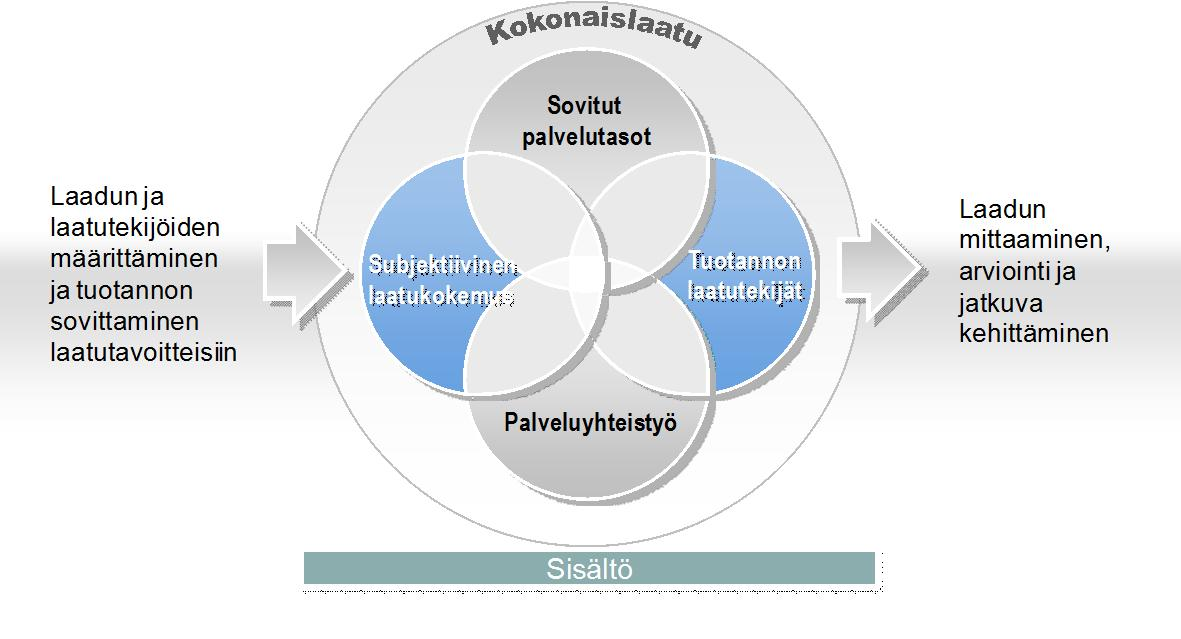 Kokonaislaatu
Sovitut
palvelutasot
Laadun ja
laatutekijöiden
määrittäminen
ja tuotannon
sovittaminen
laatutavoitteisiin
Subjektiivinen
laatukokemus
Tuotannon
laatutekijät
Laadun
mittaaminen,
arviointi ja
jatkuva
kehittäminen
Palveluyhteistyö
Sisältö